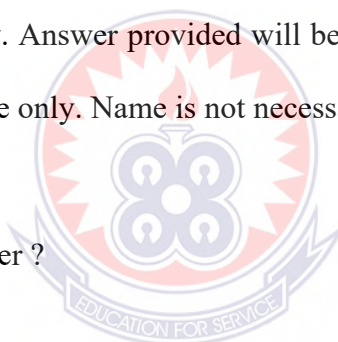 . Answer provided will be
e only. Name is not necess
er ?
EDUCATION FOR SERVICE